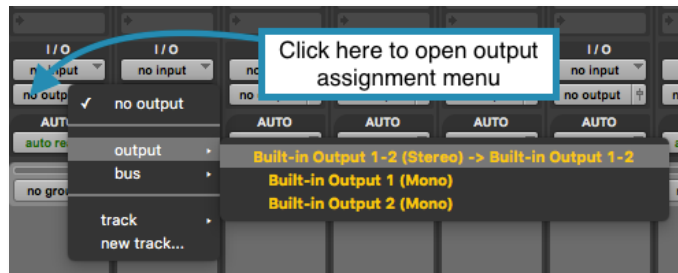 Click here to open output
assignment menu
I/O
I/O
I/O
no input
no input
no input
no output
no output
✓ no output
output
bus
track
new track...
Built-in Output 1-2 (Stereo) -> Built-in Output 1-2
Built-in Output 1 (Mono)
Built-in Output 2 (Mono)
AUTO
AUTO
AUTO
AUTO
AUTO
auto re
no grou